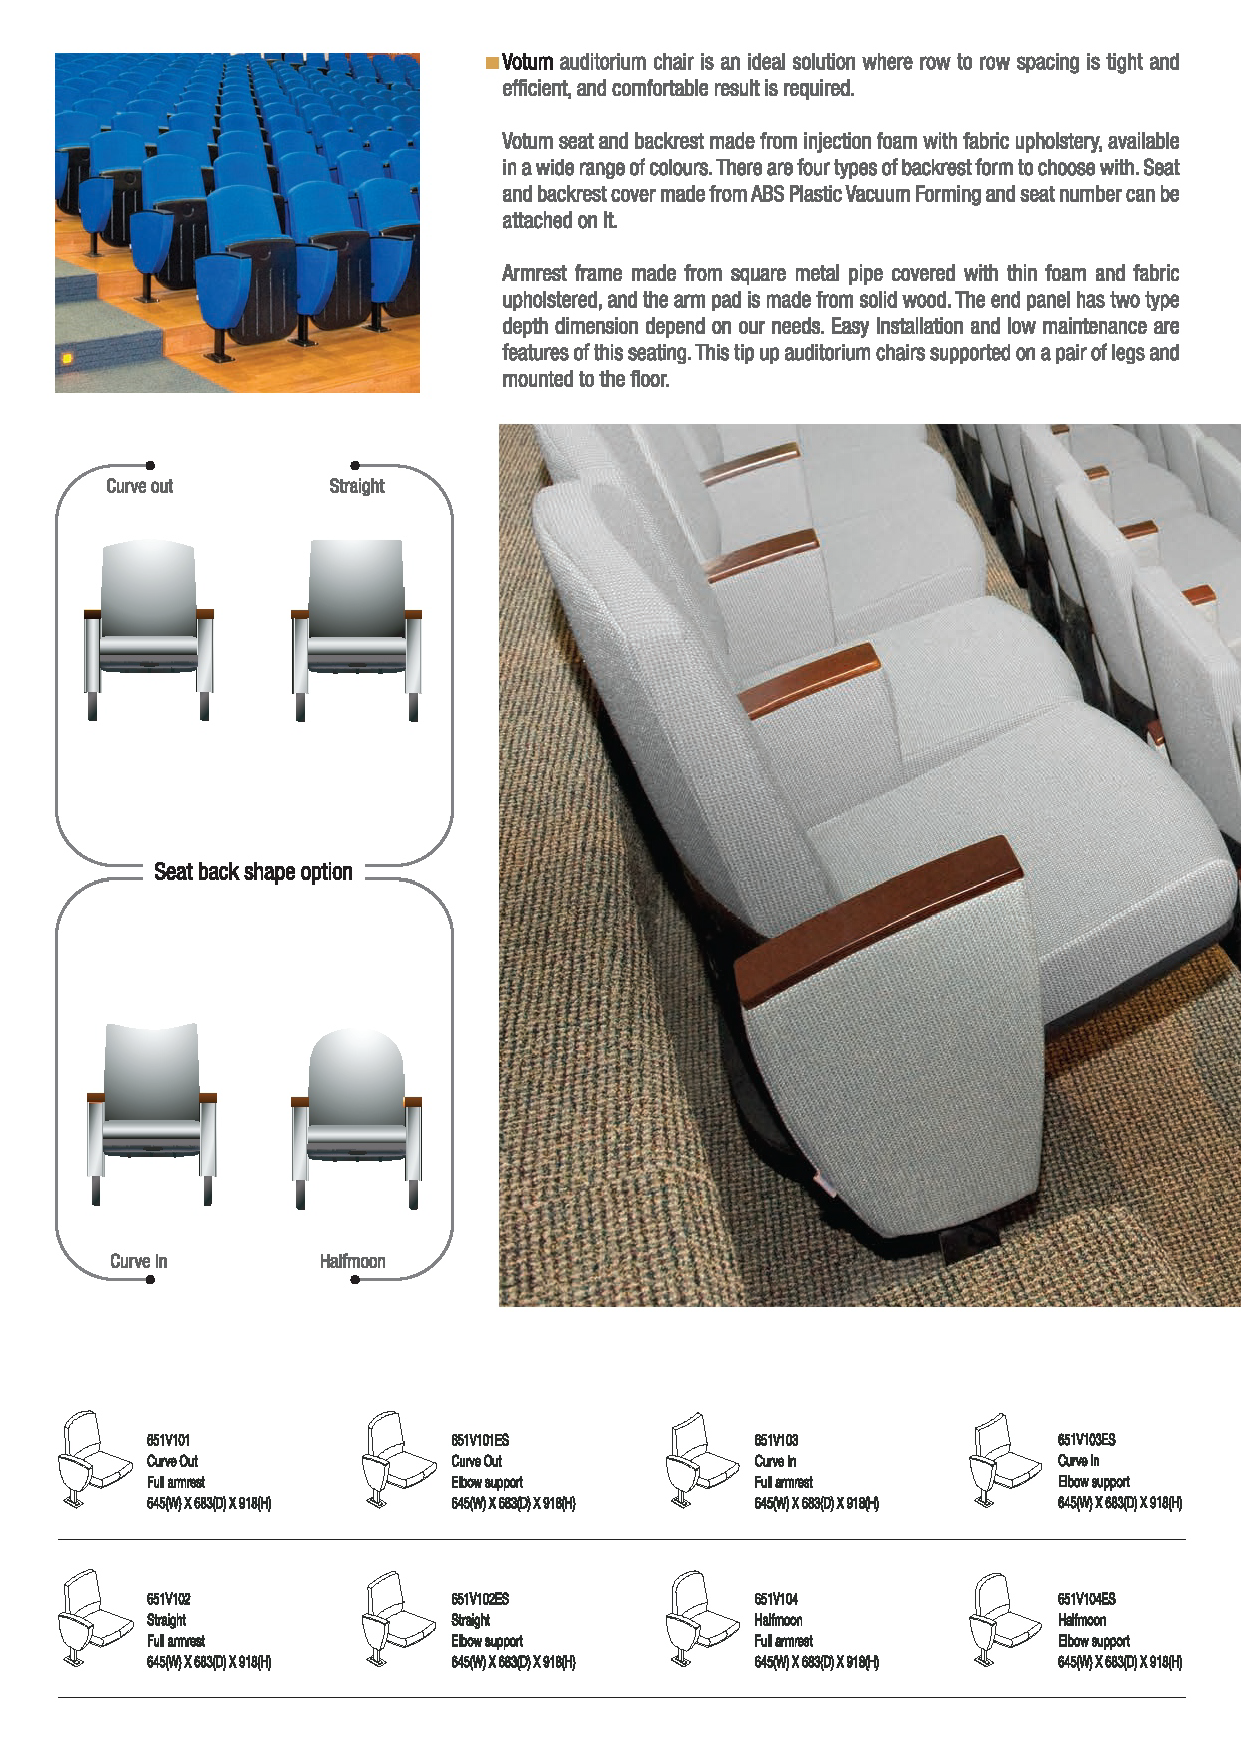 Votum auditorium chair is an ideal solution where row to row spacing is tight and
efficient, and comfortable result is required.
Votum seat and backrest made from injection foam with fabric upholstery, available
in a wide range of colours. There are four types of backrest form to choose with. Seat
and backrest cover made from ABS Plastic Vacuum Forming and seat number can be
attached on It.
Armrest frame made from square metal pipe covered with thin foam and fabric
upholstered, and the arm pad is made from solid wood. The end panel has two type
depth dimension depend on our needs. Easy Installation and low maintenance are
features of this seating. This tip up auditorium chairs supported on a pair of legs and
mounted to the floor.
Curve out
Straight
Seat back shape option
Curve In
Halfmoon
651V101
Curve Out
Full armrest
645(W) X 683(D) X 918(H)
651V101ES
Curve Out
Elbow support
645(W) X 683(D) X 918(H)
651V103
Curve In
Full armrest
645(W) X 683(D) X 918(H)
651V103ES
Curve In
Elbow support
645(W) X 683(D) X 918(H)
651V102
Straight
Full armrest
645(W) X 683(D) X 918(H)
651V102ES
Straight
Elbow support
645(W) X 683(D) X 918(H)
651V104
Halfmoon
Full armrest
645(W) X 683(D) X 918(H)
651V104ES
Halfmoon
Elbow support
645(W) X 683(D) X 918(H)